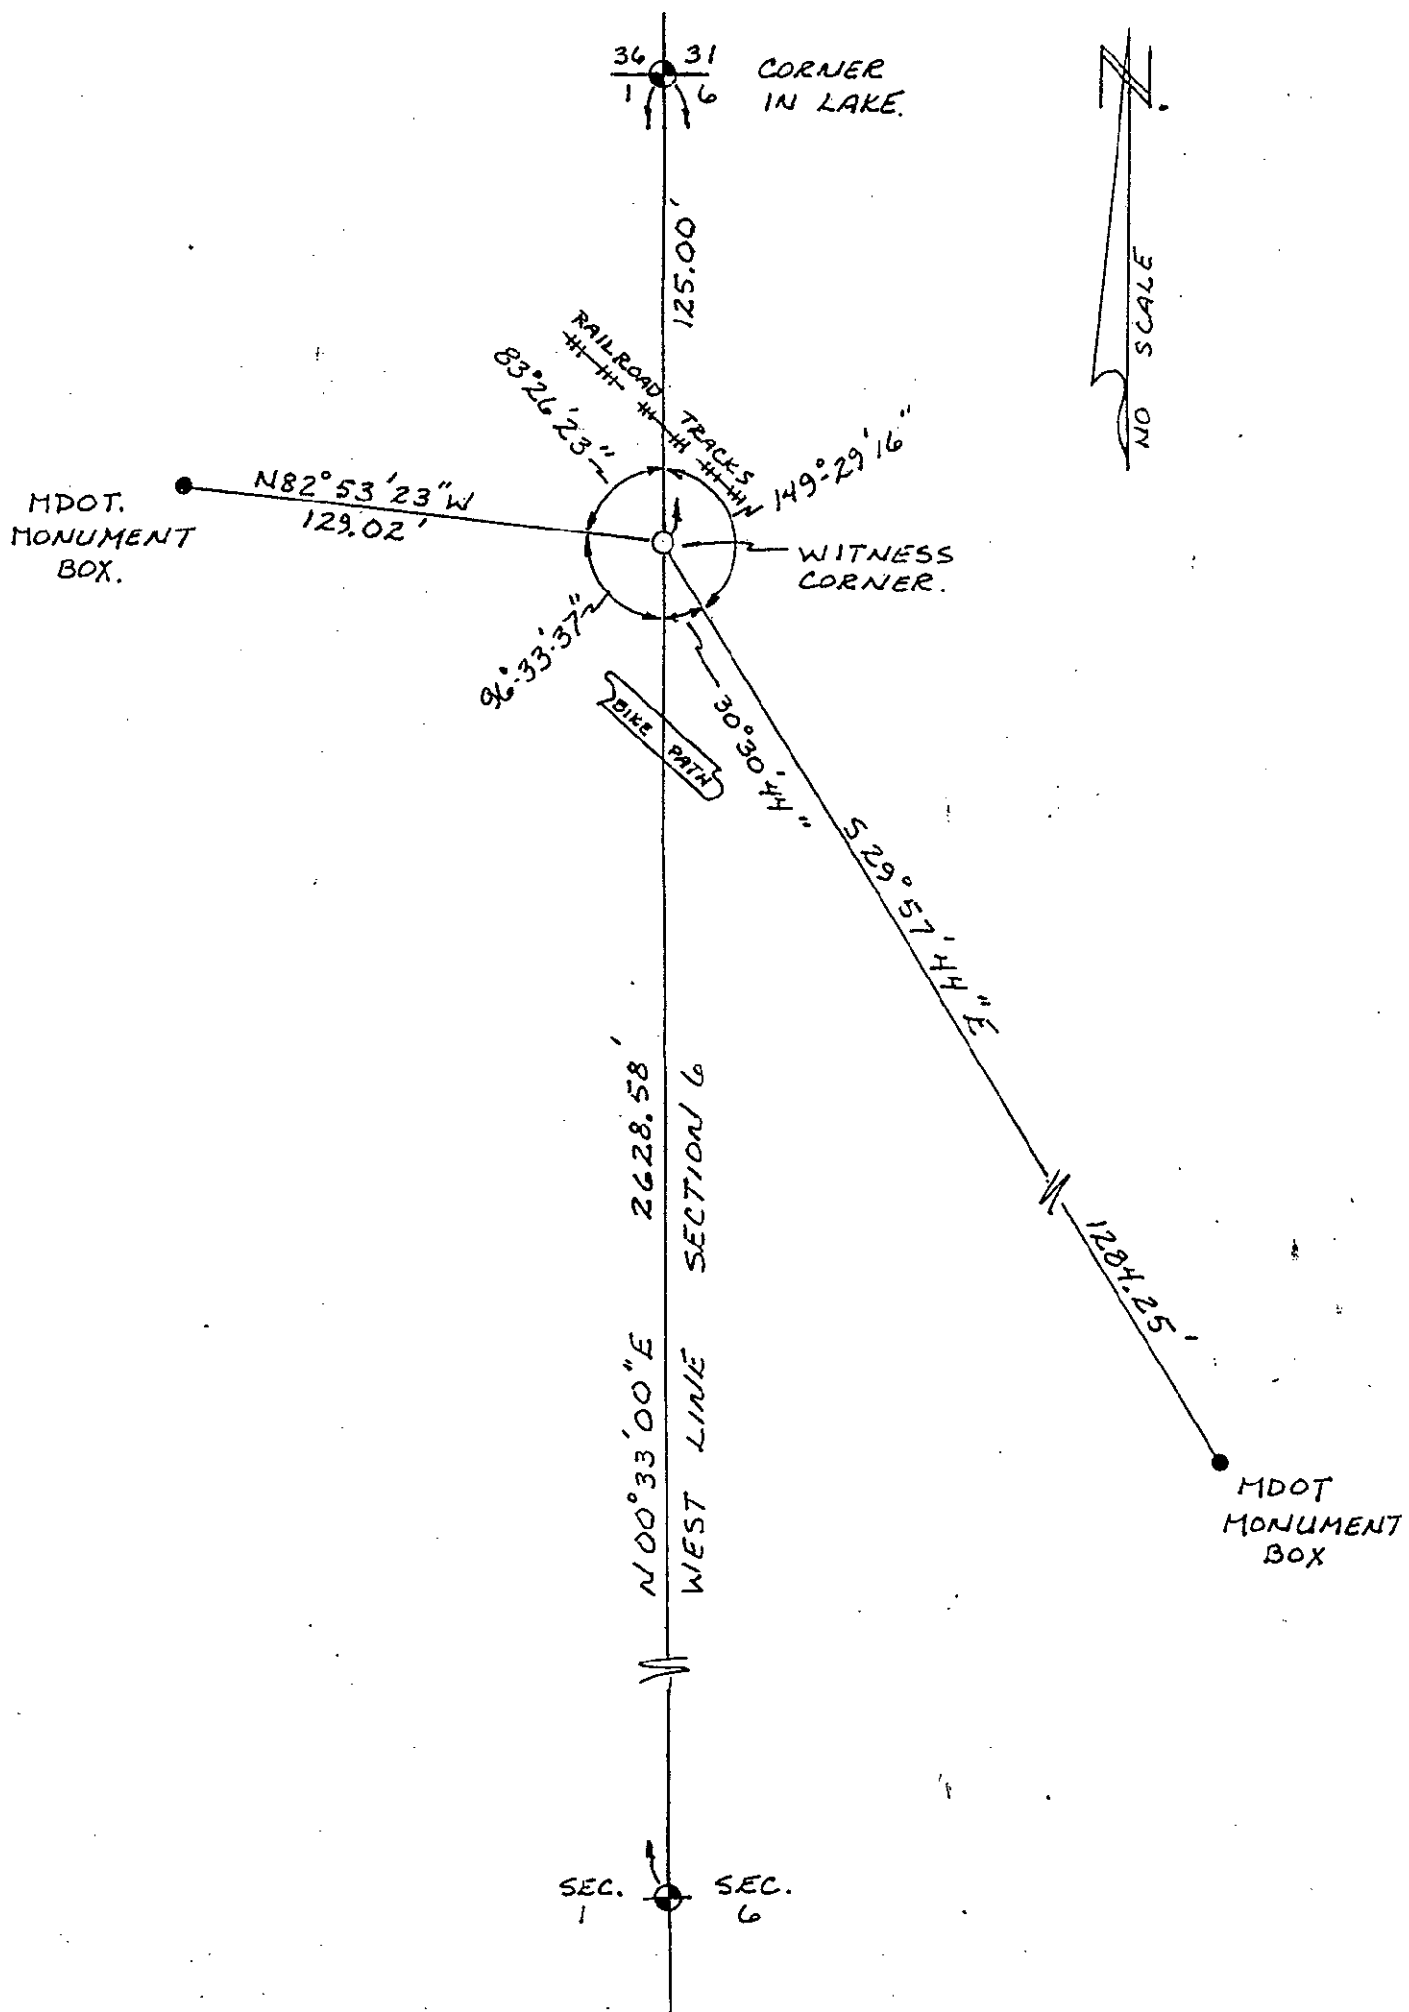 36 31
1 6
CORNER
IN LAKE.
N.
NO SCALE
125.00'
RAILROAD TRACKS
83°26'23"
149°-29'16"
N82°53'23"W
129.02'
MDOT.
MONUMENT
BOX.
WITNESS
CORNER.
96°-33'-37"
30°30'44"
BIKE PATH
S29°57'44"E
1284.25'
N00°33'00"E 2628.58'
WEST LINE SECTION 6
MDOT
MONUMENT
BOX
SEC. SEC.
1 6